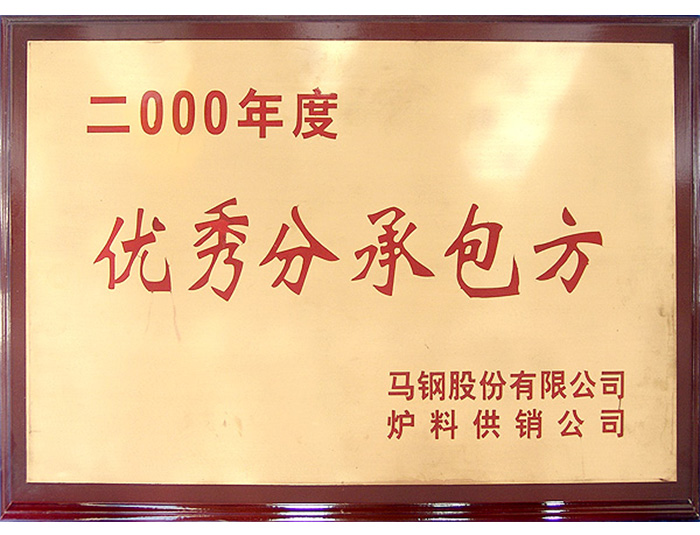 二000年度
优秀分承包方
马钢股份有限公司
炉料供销公司